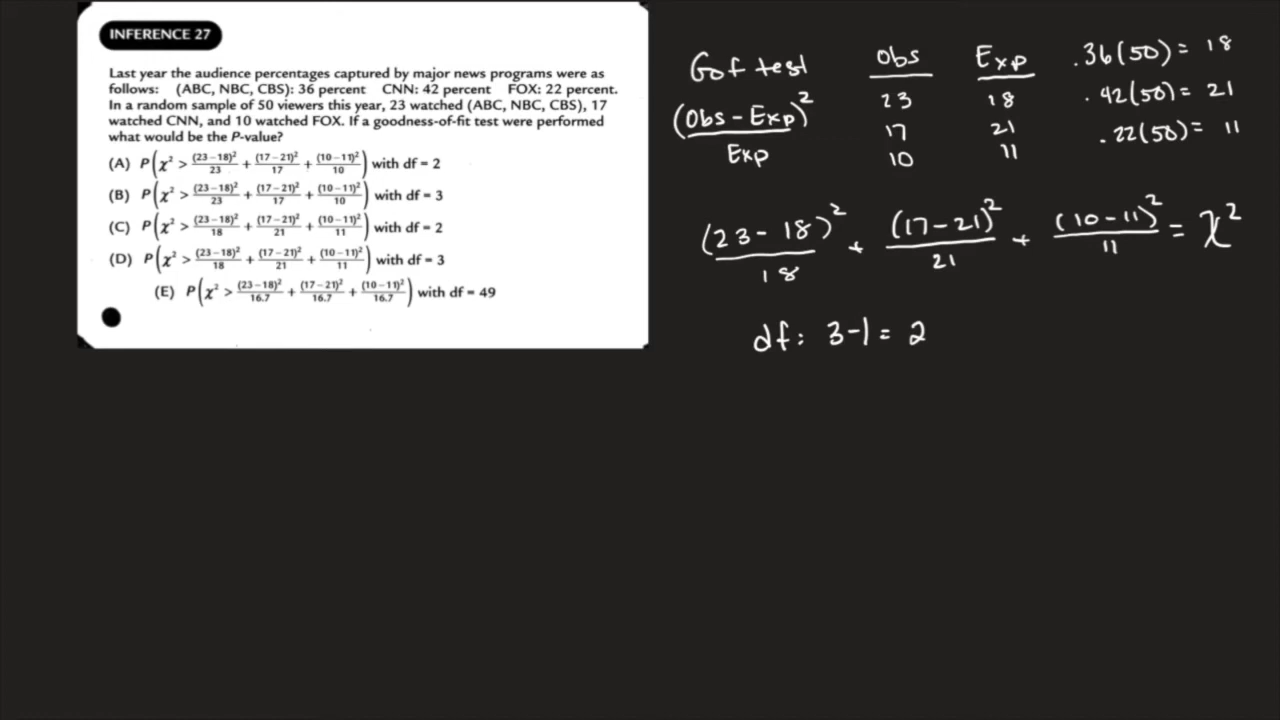 INFERENCE 27
Last year the audience percentages captured by major news programs were as
follows: (ABC, NBC, CBS): 36 percent CNN: 42 percent FOX: 22 percent.
In a random sample of 50 viewers this year, 23 watched (ABC, NBC, CBS), 17
watched CNN, and 10 watched FOX. If a goodness-of-fit test were performed
what would be the P-value?
(A) P(χ² > (23–18)²/23 + (17–21)²/17 + (10–11)²/10) with df = 2
(B) P(χ² > (23–18)²/23 + (17–21)²/17 + (10–11)²/10) with df = 3
(C) P(χ² > (23–18)²/18 + (17–21)²/21 + (10–11)²/11) with df = 2
(D) P(χ² > (23–18)²/18 + (17–21)²/21 + (10–11)²/11) with df = 3
(E) P(χ² > (23–18)²/16.7 + (17–21)²/16.7 + (10–11)²/16.7) with df = 49
Gof test
(Obs - Exp)²
Exp
Obs Exp
23 18
17 21
10 11
.36(50) = 18
.42(50) = 21
.22(50) = 11
(23 - 18)²/18 + (17 - 21)²/21 + (10 - 11)²/11 = χ²
df: 3-1 = 2